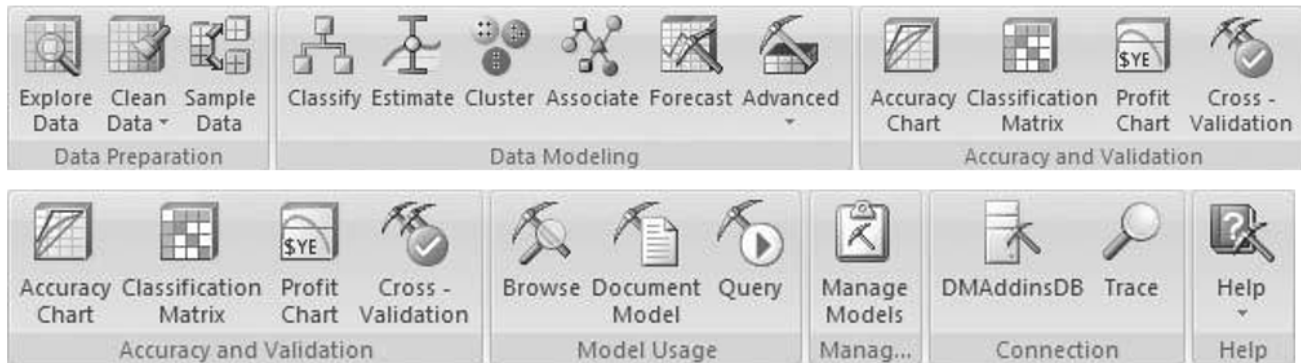 Explore Clean Sample Classify Estimate Cluster Associate Forecast Advanced Accuracy Classification Profit Cross -
Data Data Data Chart Matrix Chart Validation
Data Preparation Data Modeling Accuracy and Validation
$YE
$YE
Accuracy Classification Profit Cross - Browse Document Query Manage DMAddinsDB Trace Help
Chart Matrix Chart Validation Model Models
Accuracy and Validation Model Usage Manag... Connection Help